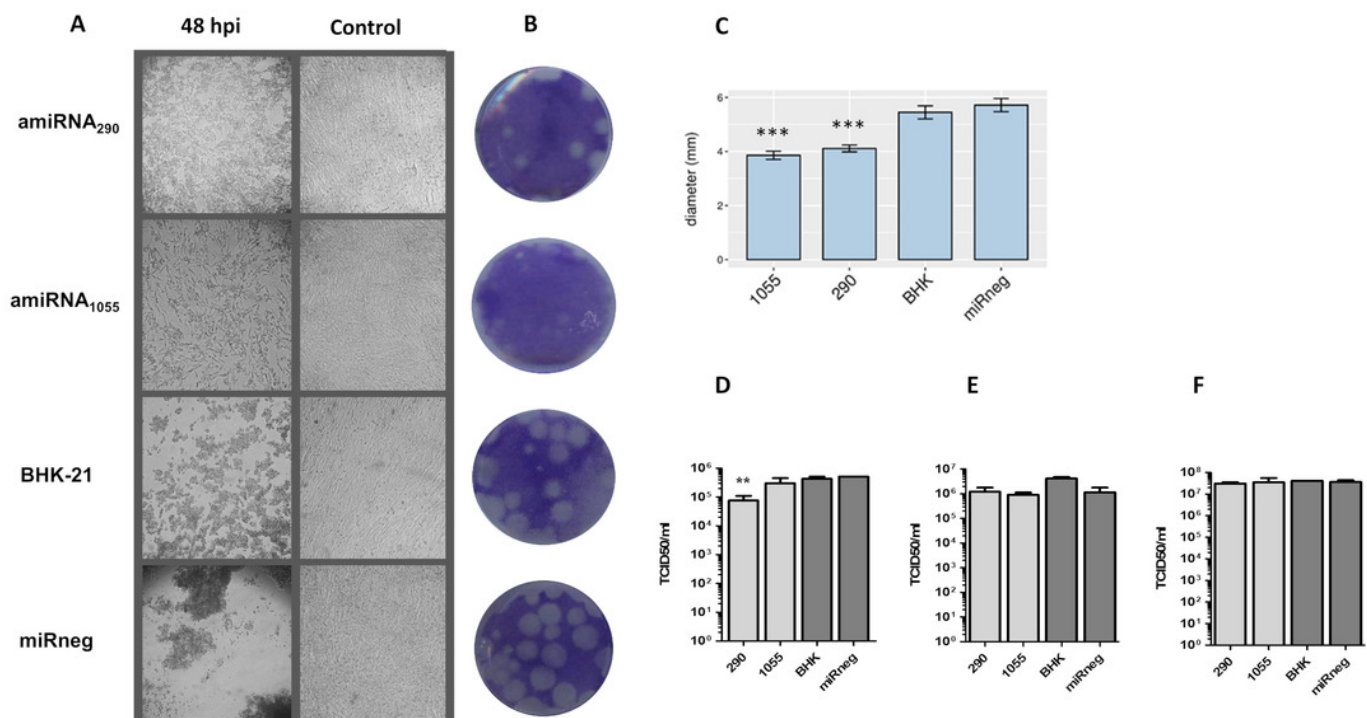 A
48 hpi
Control
B
C
amiRNA₂₉₀
amiRNA₁₀₅₅
BHK-21
miRneg
diameter (mm)
6
4
2
0
***
***
1055
290
BHK
miRneg
D
E
F
TCID50/ml
10⁶
10⁵
10⁴
10³
10²
10¹
10⁰
**
290
1055
BHK
miRneg
TCID50/ml
10⁷
10⁶
10⁵
10⁴
10³
10²
10¹
10⁰
290
1055
BHK
miRneg
TCID50/ml
10⁸
10⁷
10⁶
10⁵
10⁴
10³
10²
10¹
10⁰
290
1055
BHK
miRneg